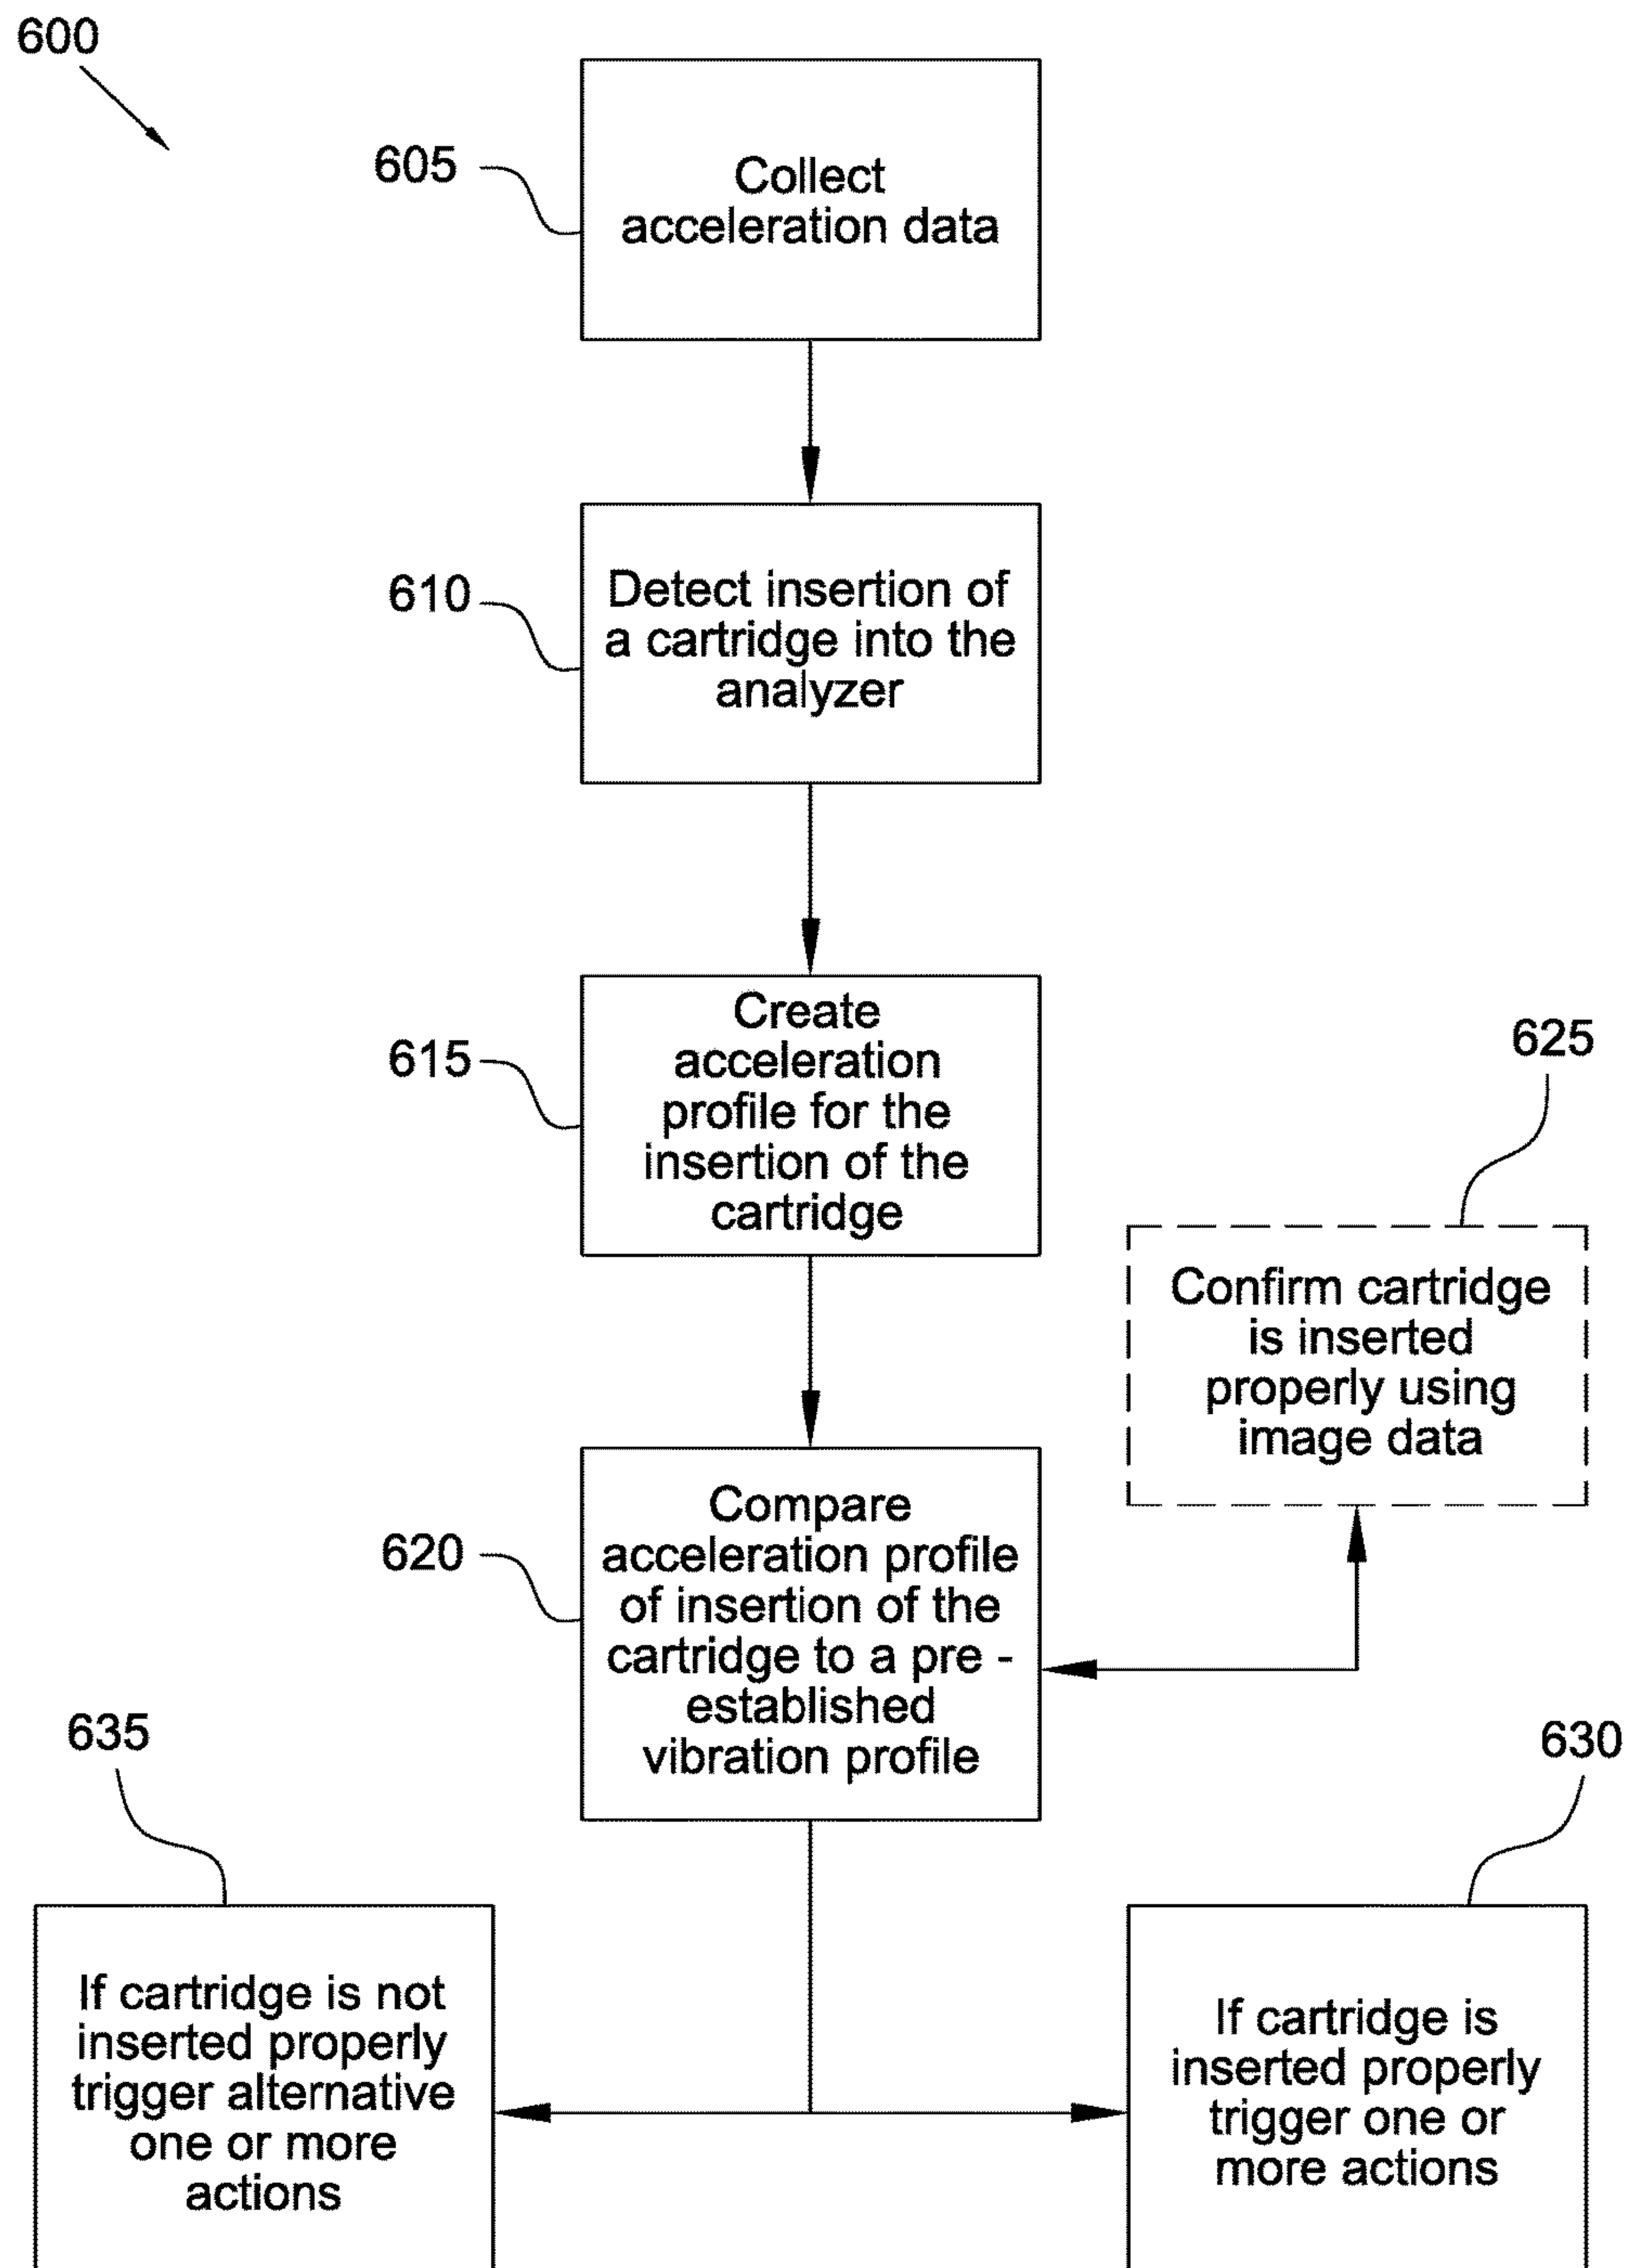 600
605
Collect
acceleration data
610
Detect insertion of
a cartridge into the
analyzer
615
Create
acceleration
profile for the
insertion of the
cartridge
625
Confirm cartridge
is inserted
properly using
image data
620
Compare
acceleration profile
of insertion of the
cartridge to a pre -
established
vibration profile
635
If cartridge is not
inserted properly
trigger alternative
one or more
actions
630
If cartridge is
inserted properly
trigger one or
more actions